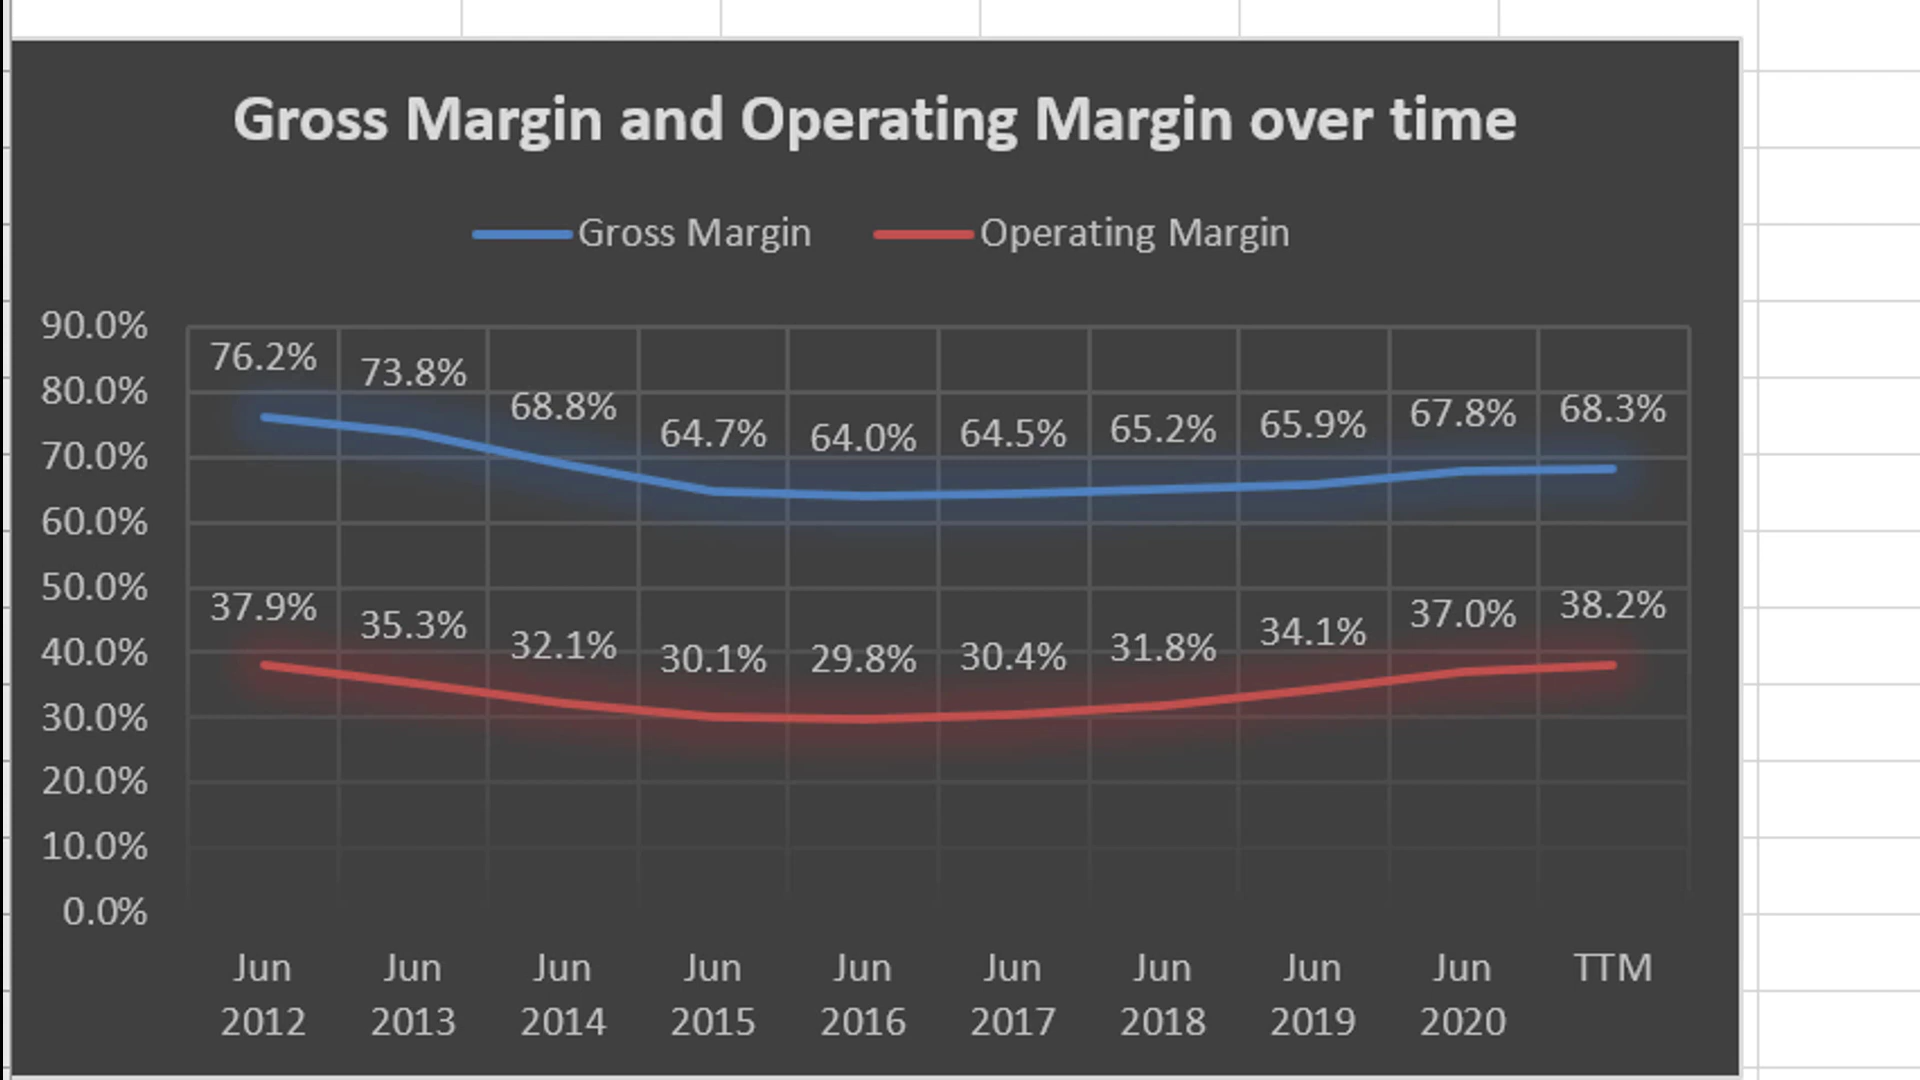 Gross Margin and Operating Margin over time
Gross Margin Operating Margin
90.0%
80.0%
70.0%
60.0%
50.0%
40.0%
30.0%
20.0%
10.0%
0.0%
76.2% 73.8% 68.8% 64.7% 64.0% 64.5% 65.2% 65.9% 67.8% 68.3%
37.9% 35.3% 32.1% 30.1% 29.8% 30.4% 31.8% 34.1% 37.0% 38.2%
Jun Jun Jun Jun Jun Jun Jun Jun Jun TTM
2012 2013 2014 2015 2016 2017 2018 2019 2020